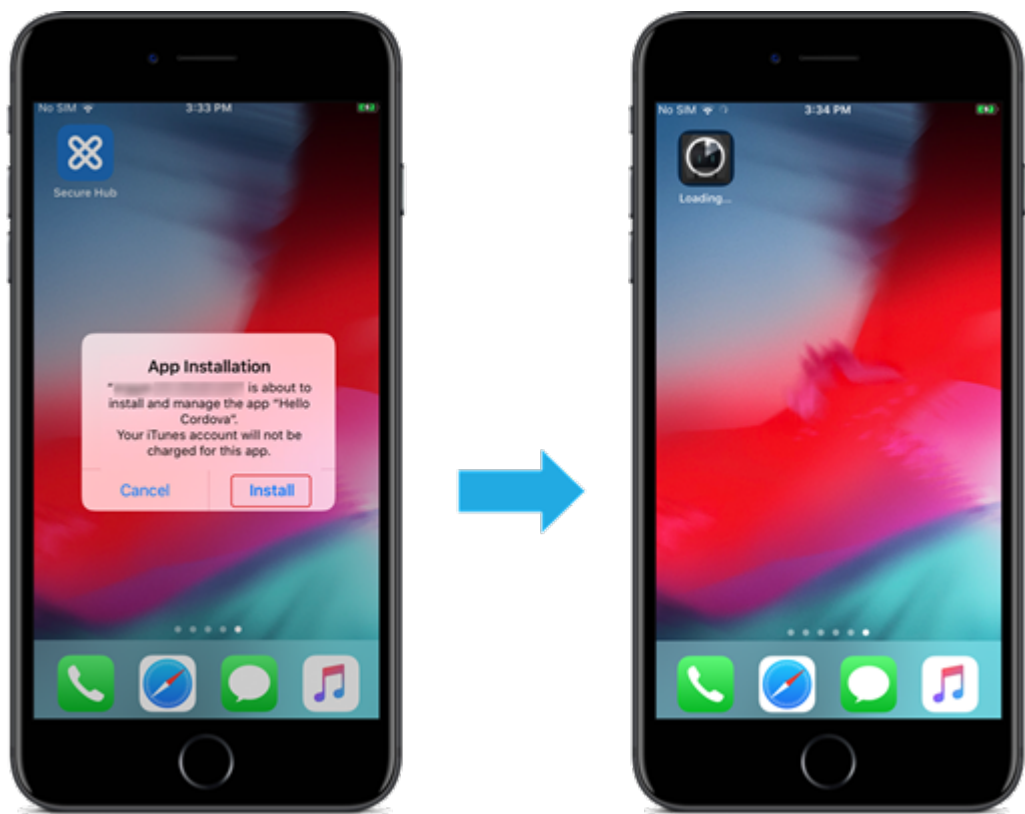 No SIM
3:33 PM
Secure Hub
App Installation
" is about to
install and manage the app "Hello
Cordova".
Your iTunes account will not be
charged for this app.
Cancel
Install
No SIM
3:34 PM
Loading...